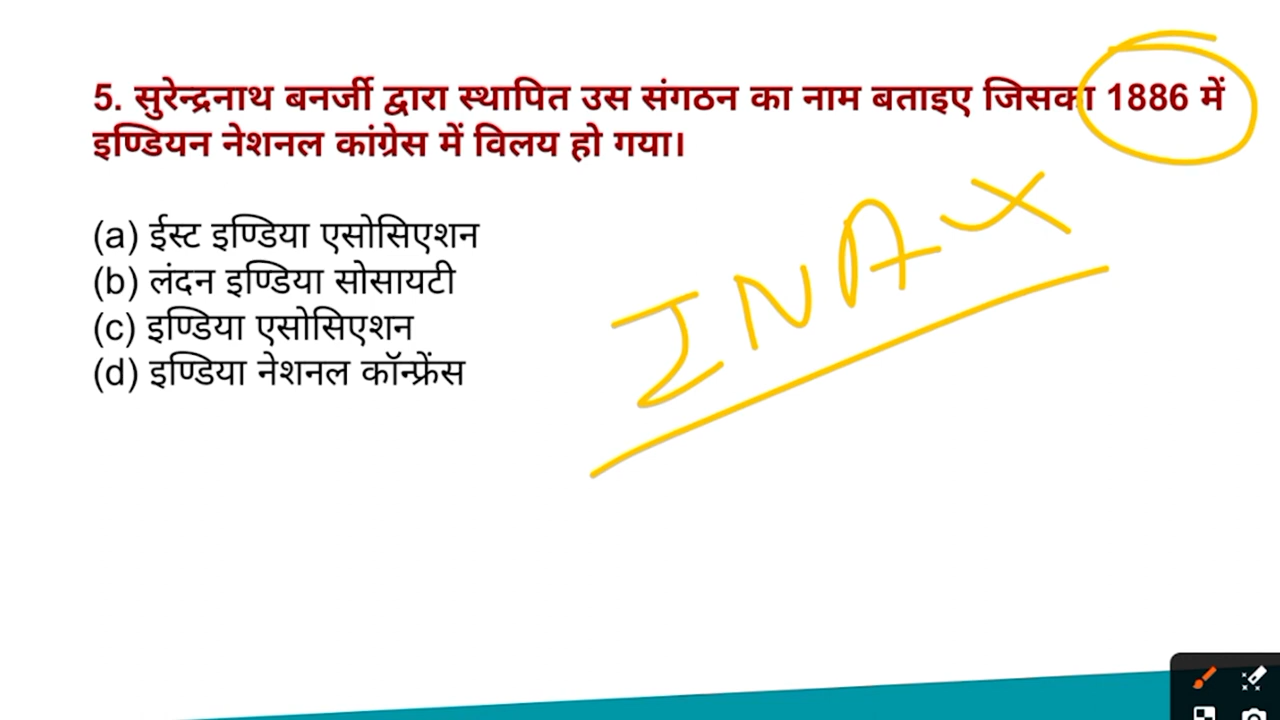 5. सुरेन्द्रनाथ बनर्जी द्वारा स्थापित उस संगठन का नाम बताइए जिसका 1886 में
इण्डियन नेशनल कांग्रेस में विलय हो गया।
(a) ईस्ट इण्डिया एसोसिएशन
(b) लंदन इण्डिया सोसायटी
(c) इण्डिया एसोसिएशन
(d) इण्डिया नेशनल कॉन्फ्रेंस
INA X